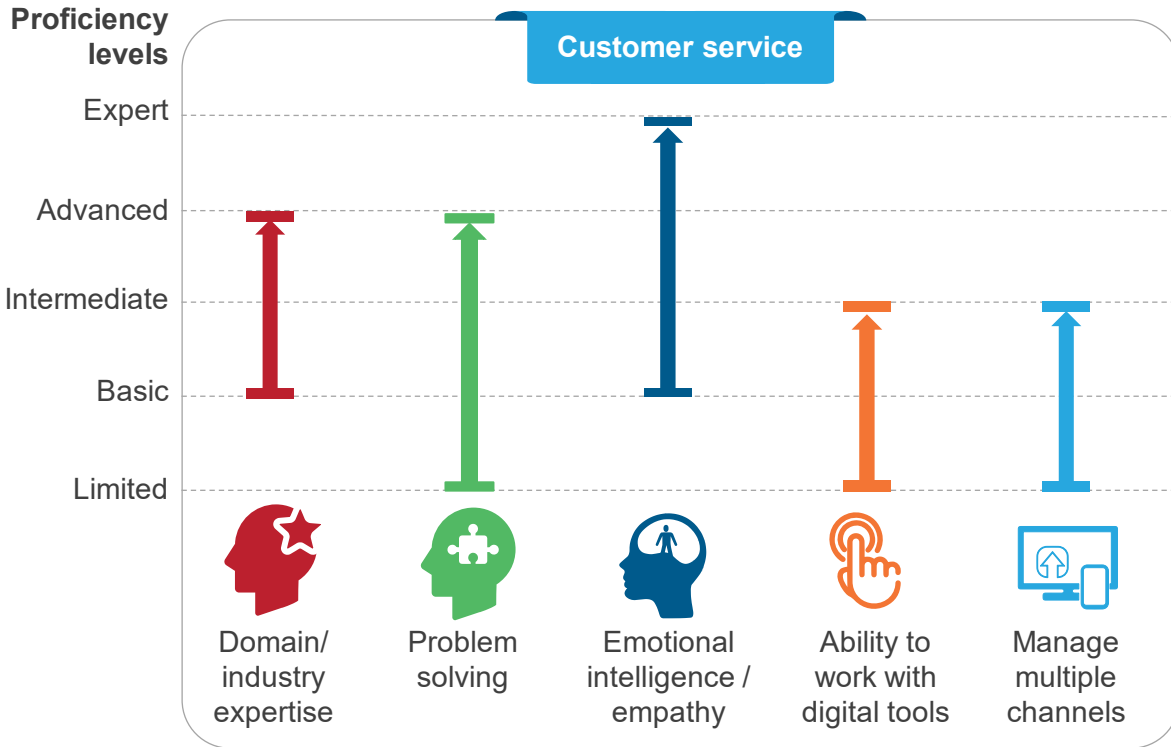 Proficiency
levels
Customer service
Expert
Advanced
Intermediate
Basic
Limited
Domain/
industry
expertise
Problem
solving
Emotional
intelligence /
empathy
Ability to
work with
digital tools
Manage
multiple
channels